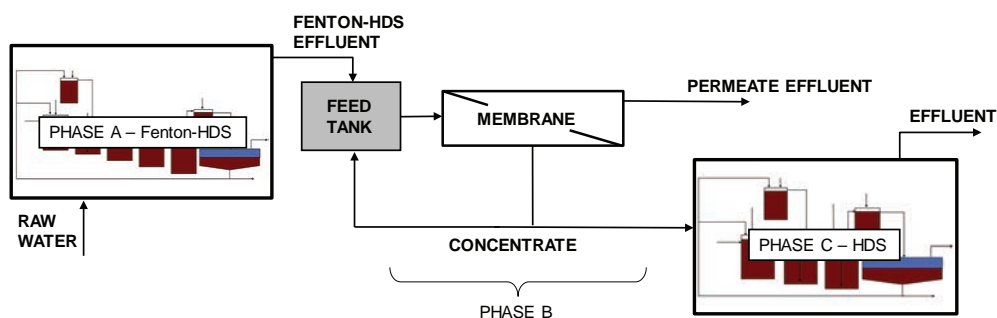 FENTON-HDS
EFFLUENT
PHASE A – Fenton-HDS
FEED
TANK
MEMBRANE
PERMEATE EFFLUENT
EFFLUENT
RAW
WATER
CONCENTRATE
PHASE C – HDS
PHASE B